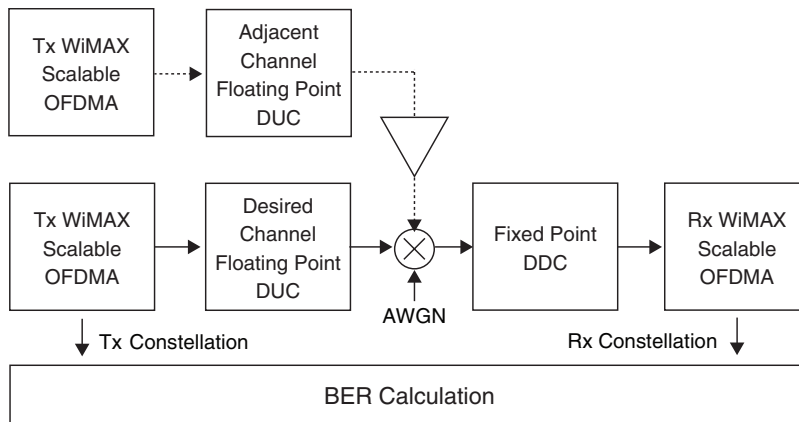 Tx WiMAX
Scalable
OFDMA
Adjacent
Channel
Floating Point
DUC
Tx WiMAX
Scalable
OFDMA
Desired
Channel
Floating Point
DUC
AWGN
Fixed Point
DDC
Rx WiMAX
Scalable
OFDMA
Tx Constellation
Rx Constellation
BER Calculation